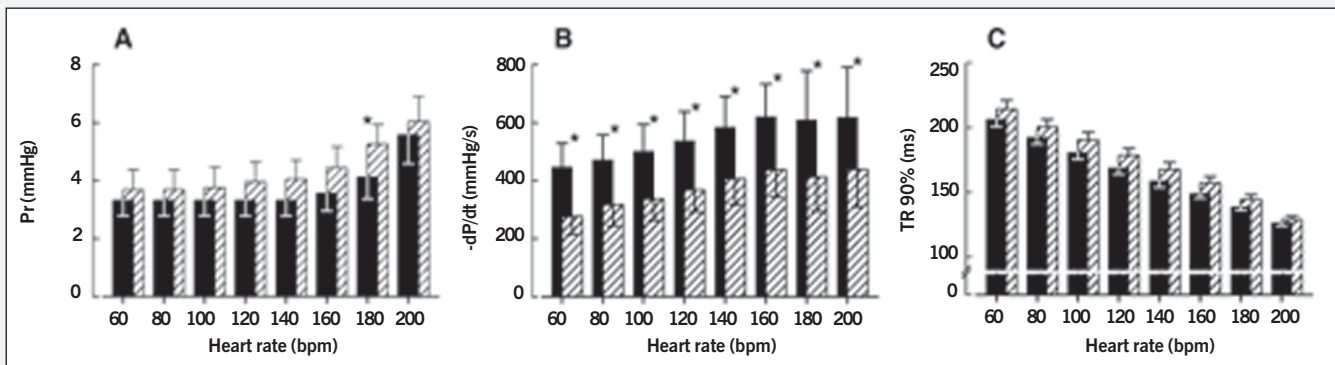 A
Pr (mmHg)
8
6
4
2
0
*
60 80 100 120 140 160 180 200
Heart rate (bpm)
B
-dP/dt (mmHg/s)
800
600
400
200
0
* * * * * * * *
60 80 100 120 140 160 180 200
Heart rate (bpm)
C
TR 90% (ms)
250
200
150
100
0
60 80 100 120 140 160 180 200
Heart rate (bpm)